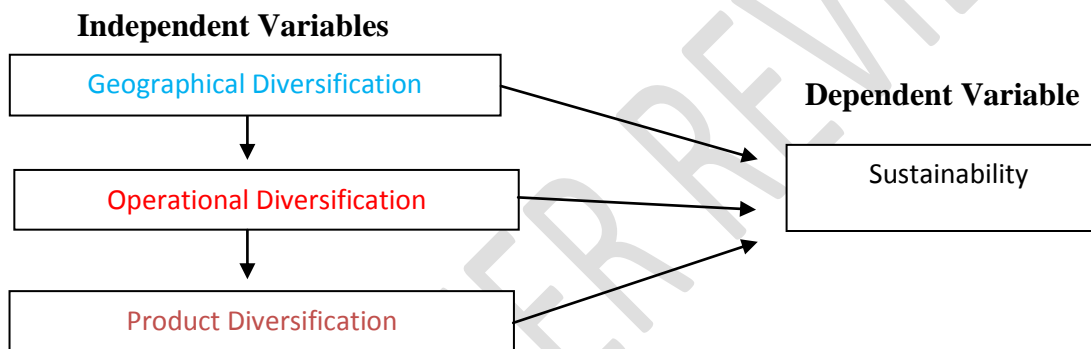 Independent Variables
Geographical Diversification
Dependent Variable
Sustainability
Operational Diversification
Product Diversification